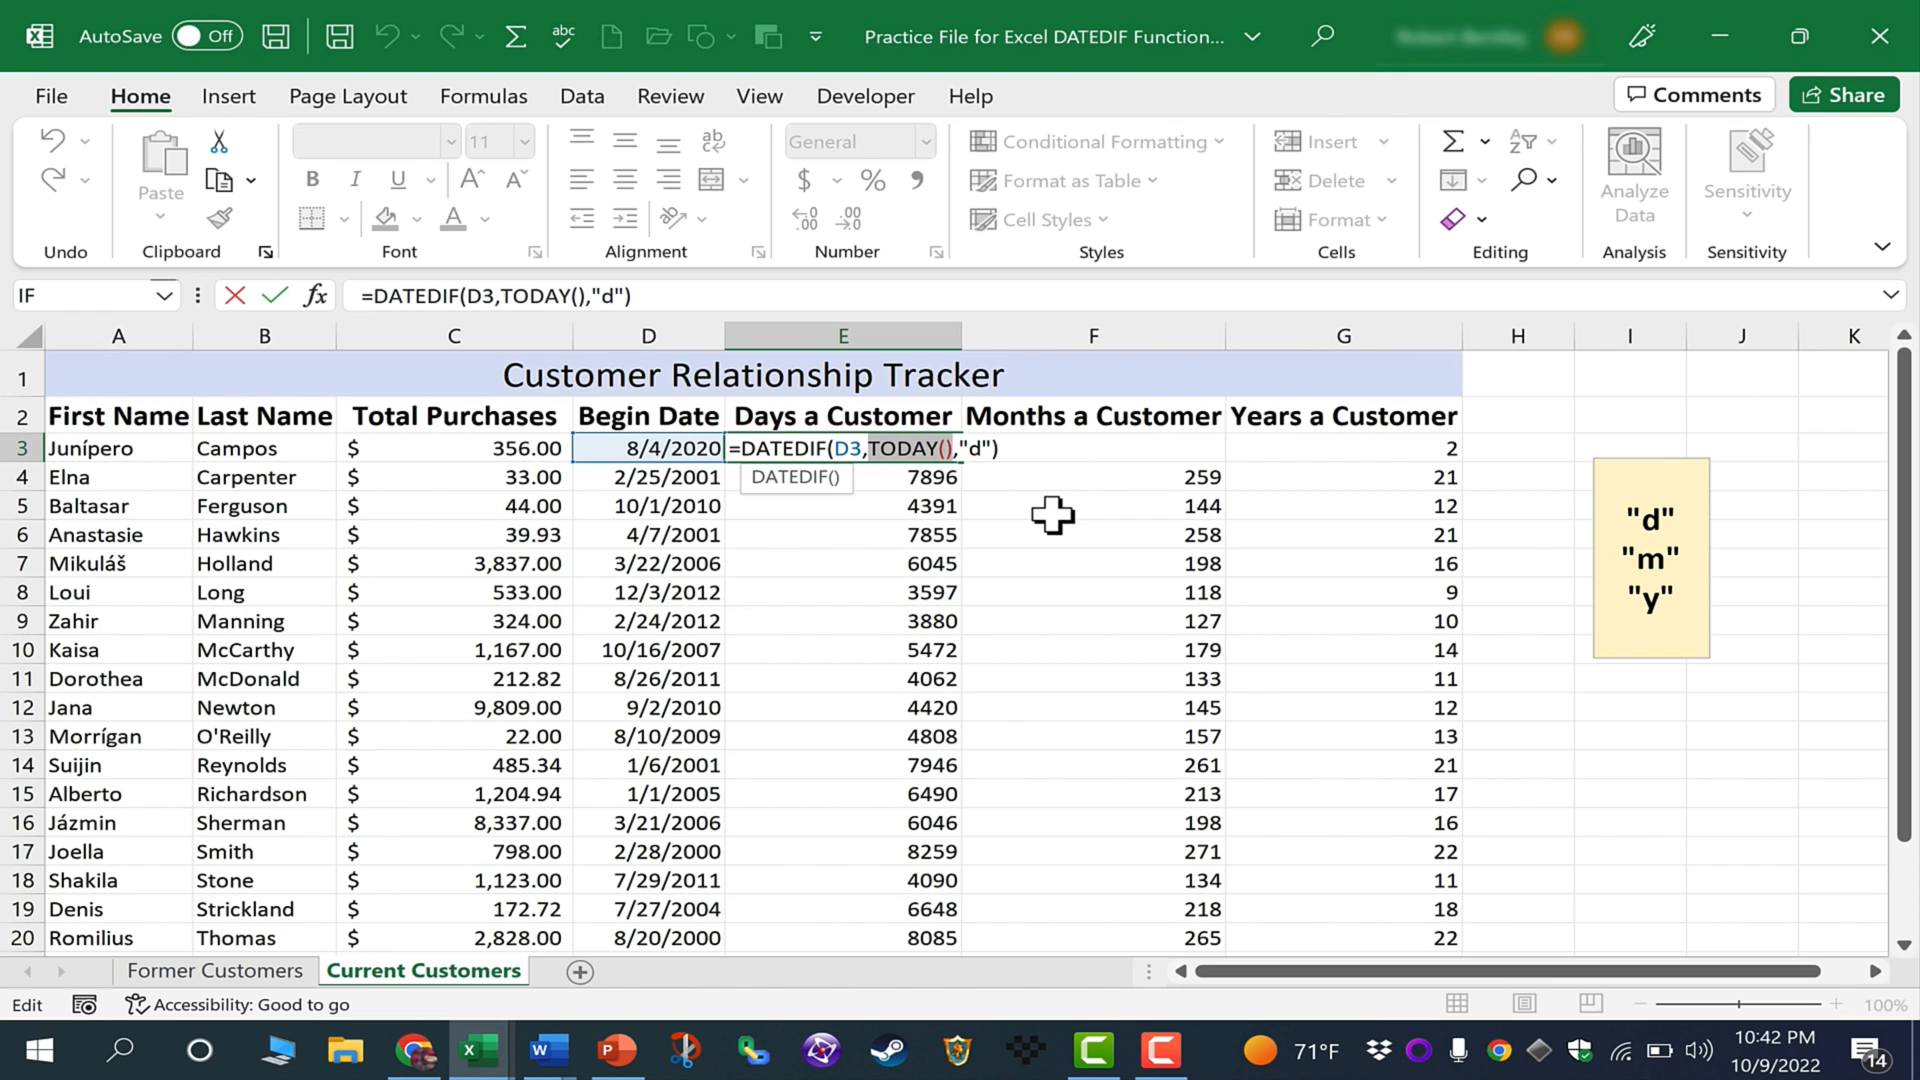 AutoSave Off Practice File for Excel DATEDIF Function...
File Home Insert Page Layout Formulas Data Review View Developer Help Comments Share
Paste 11 General Conditional Formatting Insert Analyze Data Sensitivity
B I U $ % Format as Table Delete
A Cell Styles Format
Undo Clipboard Font Alignment Number Styles Cells Editing Analysis Sensitivity
IF fx =DATEDIF(D3,TODAY(),"d")
A B C D E F G H I J K
1 Customer Relationship Tracker
2 First Name Last Name Total Purchases Begin Date Days a Customer Months a Customer Years a Customer
3 Junípero Campos $ 356.00 8/4/2020 =DATEDIF(D3,TODAY(),"d") 2
DATEDIF()
4 Elna Carpenter $ 33.00 2/25/2001 7896 259 21
5 Baltasar Ferguson $ 44.00 10/1/2010 4391 144 12
6 Anastasie Hawkins $ 39.93 4/7/2001 7855 258 21
7 Mikuláš Holland $ 3,837.00 3/22/2006 6045 198 16
8 Loui Long $ 533.00 12/3/2012 3597 118 9
9 Zahir Manning $ 324.00 2/24/2012 3880 127 10
10 Kaisa McCarthy $ 1,167.00 10/16/2007 5472 179 14
11 Dorothea McDonald $ 212.82 8/26/2011 4062 133 11
12 Jana Newton $ 9,809.00 9/2/2010 4420 145 12
13 Morrígan O'Reilly $ 22.00 8/10/2009 4808 157 13
14 Suijin Reynolds $ 485.34 1/6/2001 7946 261 21
15 Alberto Richardson $ 1,204.94 1/1/2005 6490 213 17
16 Jázmin Sherman $ 8,337.00 3/21/2006 6046 198 16
17 Joella Smith $ 798.00 2/28/2000 8259 271 22
18 Shakila Stone $ 1,123.00 7/29/2011 4090 134 11
19 Denis Strickland $ 172.72 7/27/2004 6648 218 18
20 Romilius Thomas $ 2,828.00 8/20/2000 8085 265 22
"d"
"m"
"y"
Former Customers Current Customers
Edit Accessibility: Good to go 100%
71°F 10:42 PM
10/9/2022 14